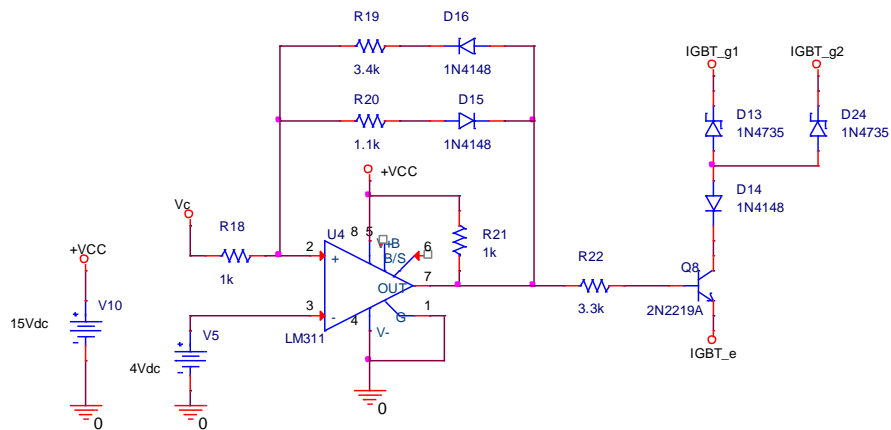 R19
D16
3.4k
1N4148
R20
D15
1.1k
1N4148
IGBT_g1
IGBT_g2
D13
1N4735
D24
1N4735
D14
1N4148
+VCC
Vc
R18
1k
U4
8
5
V+
B
B/S
6
R21
1k
2
+
OUT
7
R22
3.3k
Q8
2N2219A
IGBT_e
3
-
LM311
4
V-
G
1
+VCC
V10
15Vdc
0
V5
4Vdc
0
0